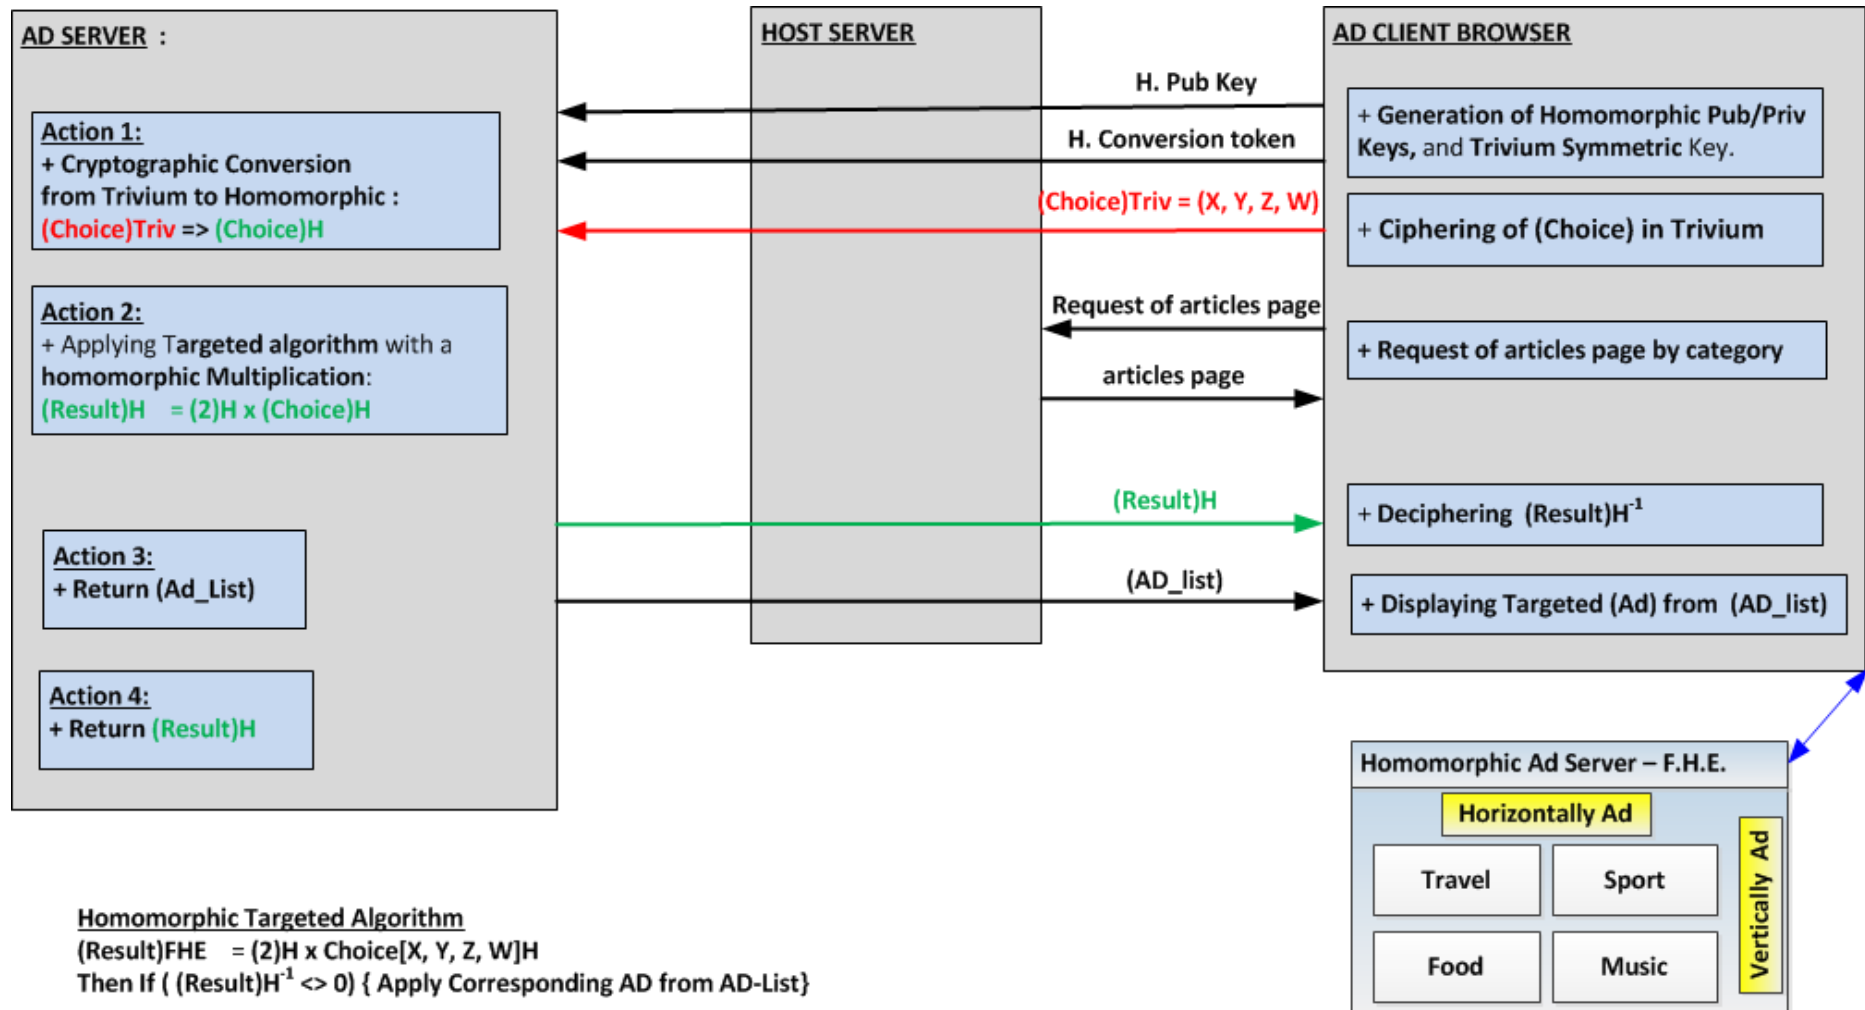 AD SERVER :
Action 1:
+ Cryptographic Conversion
from Trivium to Homomorphic :
(Choice)Triv => (Choice)H
Action 2:
+ Applying Targeted algorithm with a
homomorphic Multiplication:
(Result)H = (2)H x (Choice)H
Action 3:
+ Return (Ad_List)
Action 4:
+ Return (Result)H
HOST SERVER
H. Pub Key
H. Conversion token
(Choice)Triv = (X, Y, Z, W)
Request of articles page
articles page
(Result)H
(AD_list)
AD CLIENT BROWSER
+ Generation of Homomorphic Pub/Priv
Keys, and Trivium Symmetric Key.
+ Ciphering of (Choice) in Trivium
+ Request of articles page by category
+ Deciphering (Result)H⁻¹
+ Displaying Targeted (Ad) from (AD_list)
Homomorphic Ad Server – F.H.E.
Horizontally Ad
Travel
Sport
Food
Music
Vertically Ad
Homomorphic Targeted Algorithm
(Result)FHE = (2)H x Choice[X, Y, Z, W]H
Then If ( (Result)H⁻¹ <> 0) { Apply Corresponding AD from AD-List}